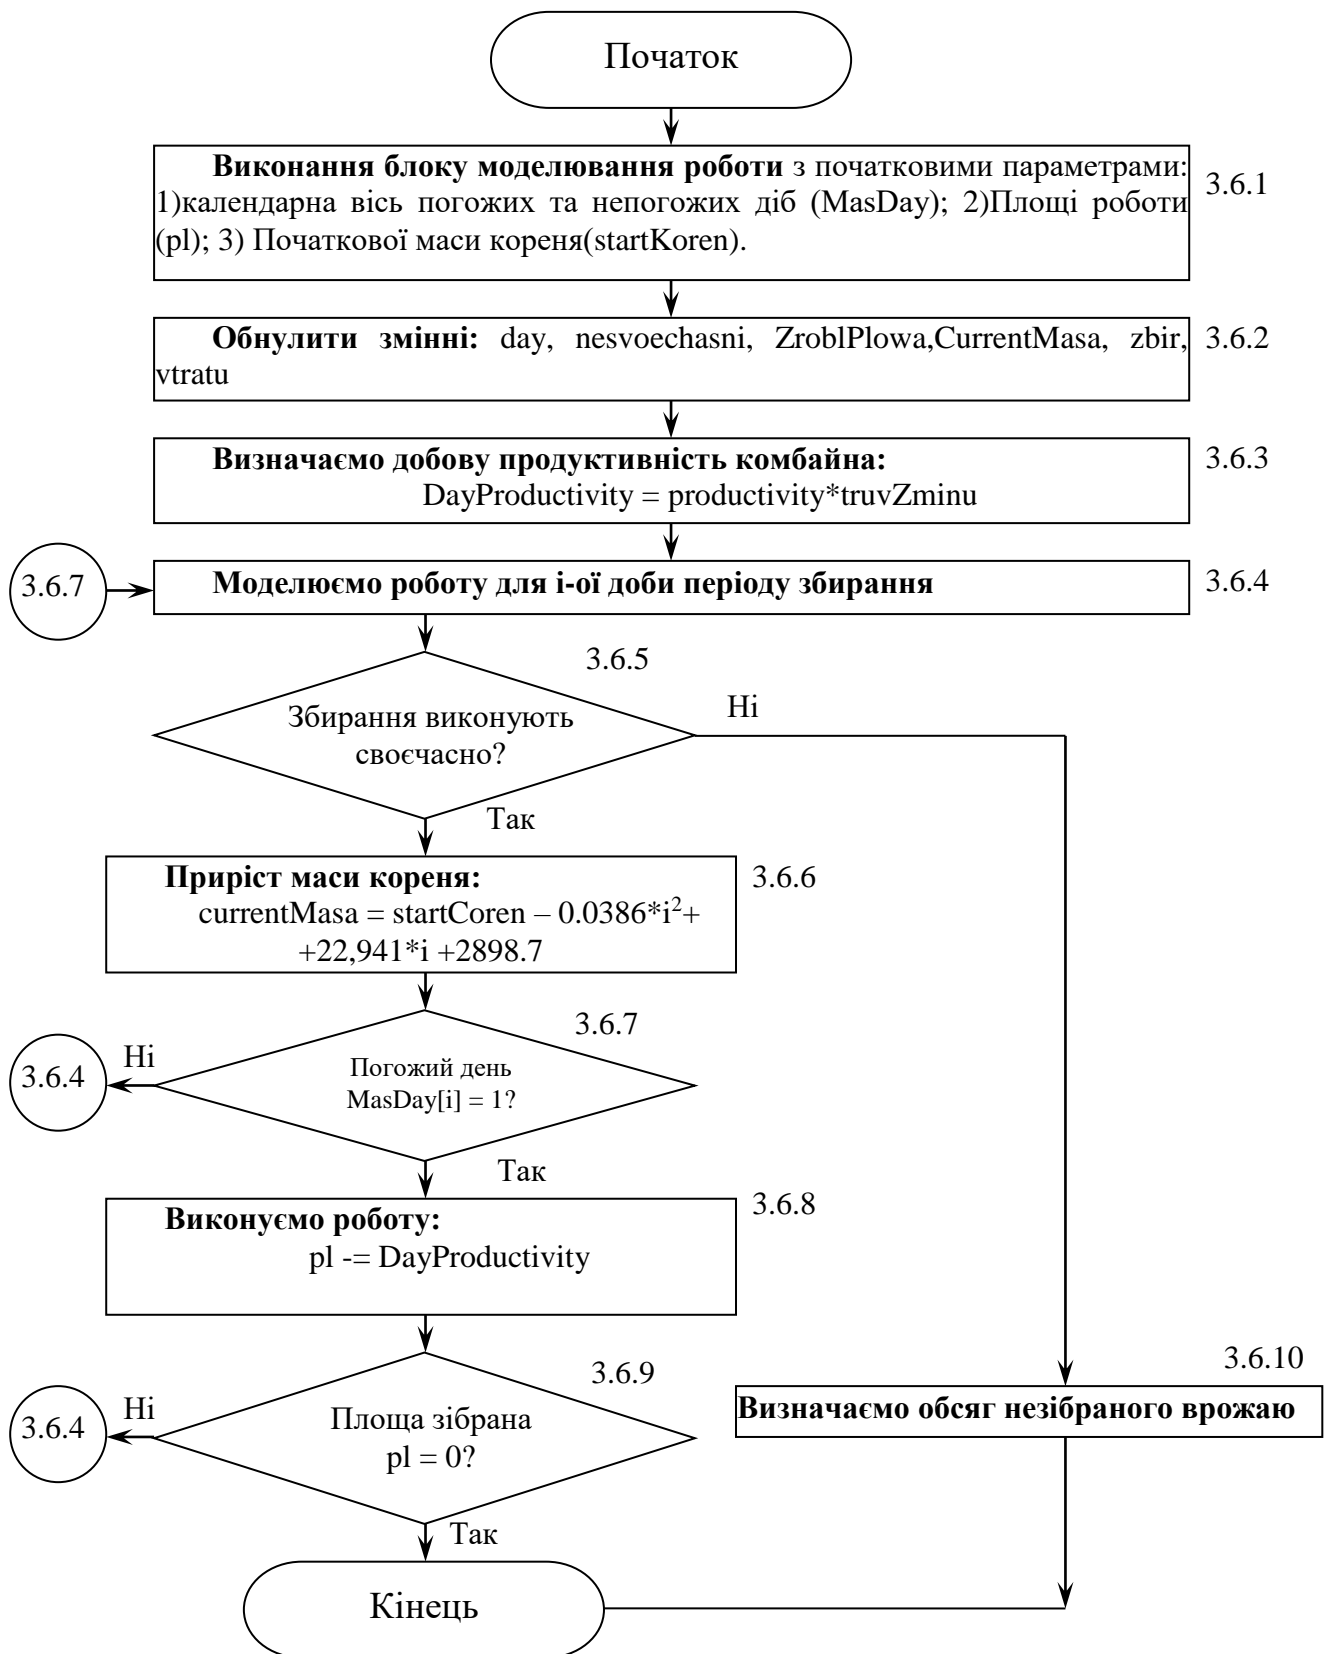 Початок
Виконання блоку моделювання роботи з початковими параметрами:
1)календарна вісь погожих та непогожих діб (MasDay); 2)Площі роботи
(pl); 3) Початкової маси кореня(startKoren).
3.6.1
Обнулити змінні: day, nesvoechasni, ZroblPlowa,CurrentMasa, zbir,
vtratu
3.6.2
Визначаємо добову продуктивність комбайна:
DayProductivity = productivity*truvZminu
3.6.3
3.6.7
Моделюємо роботу для і-ої доби періоду збирання
3.6.4
3.6.5
Збирання виконують
своєчасно?
Ні
Так
Приріст маси кореня:
currentMasa = startCoren – 0.0386*i²+
+22,941*i +2898.7
3.6.6
3.6.7
Погожий день
MasDay[i] = 1?
Ні
3.6.4
Так
Виконуємо роботу:
pl -= DayProductivity
3.6.8
3.6.9
Площа зібрана
pl = 0?
Ні
3.6.4
Так
3.6.10
Визначаємо обсяг незібраного врожаю
Кінець